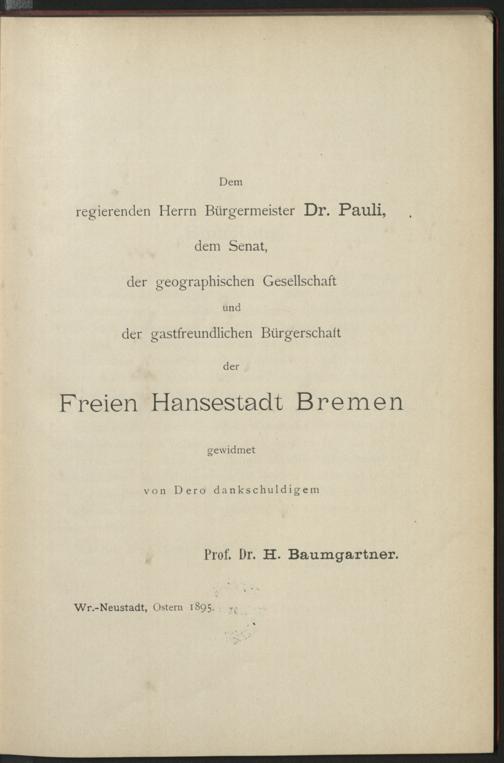 Dem
regierenden Herrn Bürgermeister Dr. Pauli,
dem Senat,
der geographischen Gesellschaft
und
der gastfreundlichen Bürgerschaft
der
Freien Hansestadt Bremen
gewidmet
von Dero dankschuldigem
Prof. Dr. H. Baumgartner.
Wr.-Neustadt, Ostern 1895.